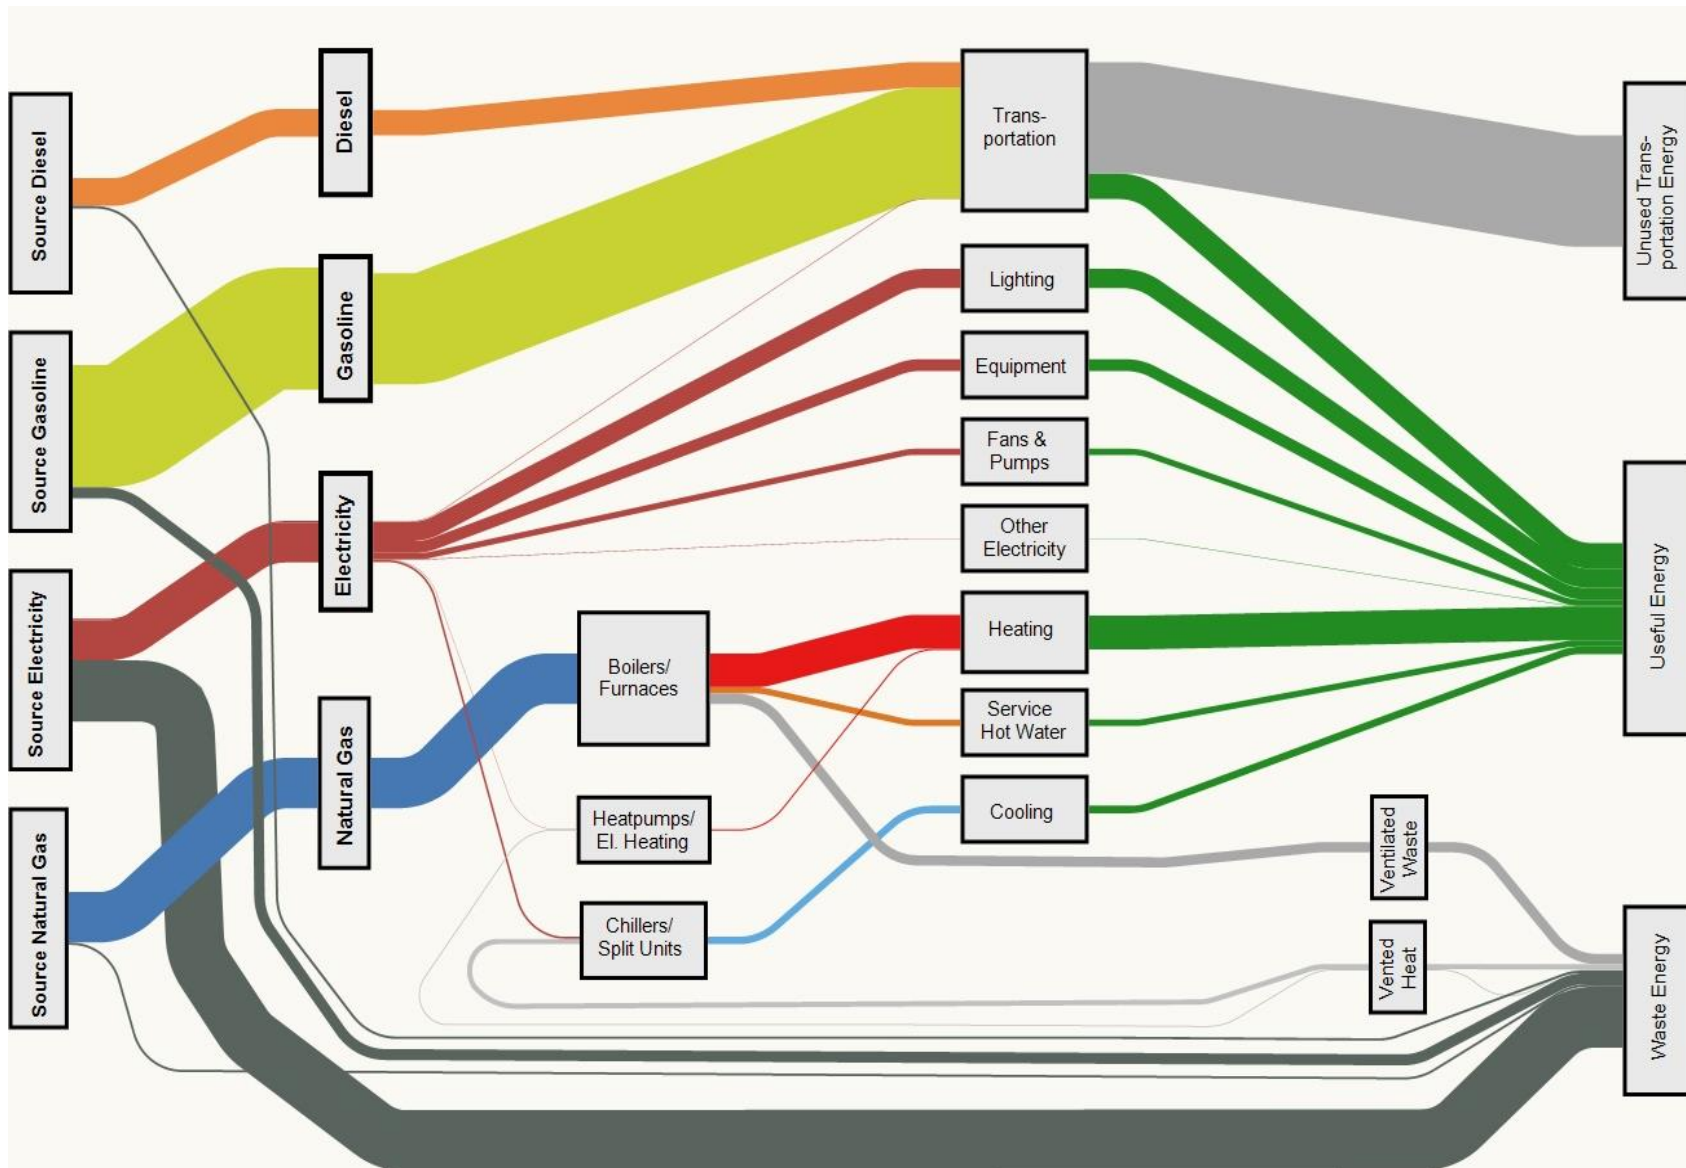 Source Diesel
Source Gasoline
Source Electricity
Source Natural Gas
Diesel
Gasoline
Electricity
Natural Gas
Boilers/
Furnaces
Heatpumps/
El. Heating
Chillers/
Split Units
Trans-
portation
Lighting
Equipment
Fans &
Pumps
Other
Electricity
Heating
Service
Hot Water
Cooling
Ventilated
Waste
Vented
Heat
Unused Trans-
portation Energy
Useful Energy
Waste Energy